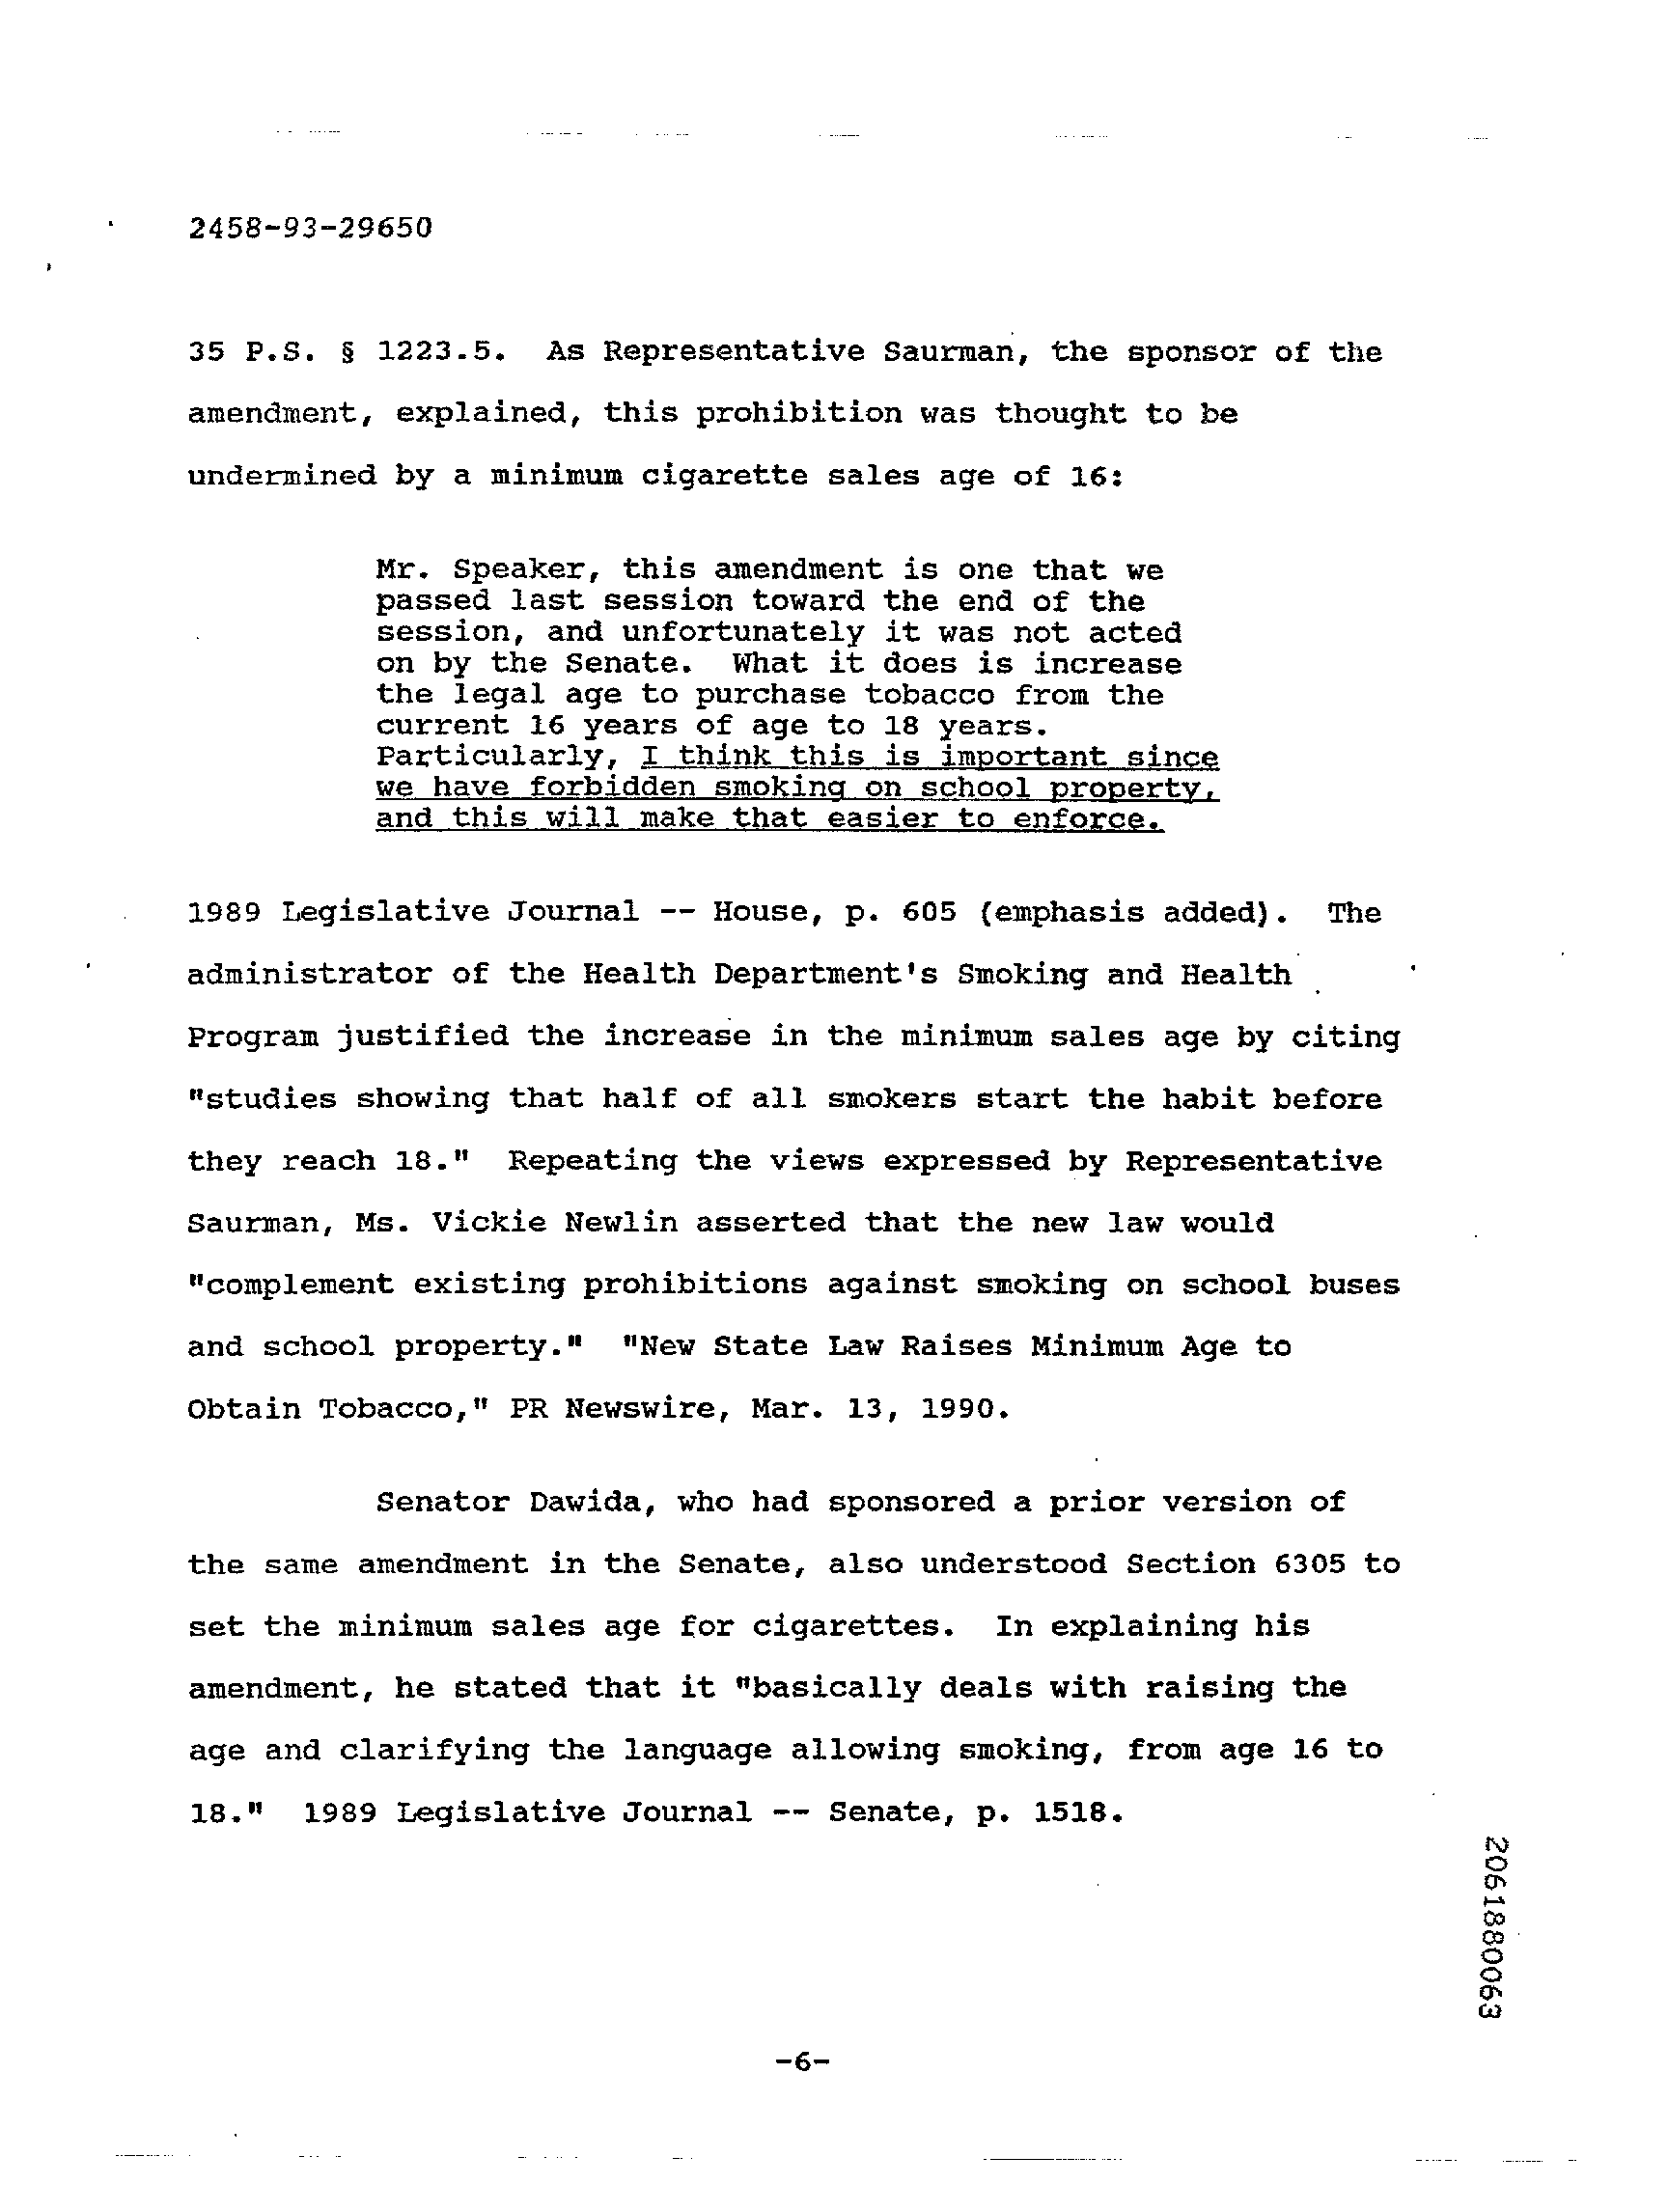 2458-93-29650
35 P.S. § 1223.5.  As Representative Saurman, the sponsor of the
amendment, explained, this prohibition was thought to be
undermined by a minimum cigarette sales age of 16:
Mr. Speaker, this amendment is one that we
passed last session toward the end of the
session, and unfortunately it was not acted
on by the Senate.  What it does is increase
the legal age to purchase tobacco from the
current 16 years of age to 18 years.
Particularly, I think this is important since
we have forbidden smoking on school property,
and this will make that easier to enforce.
1989 Legislative Journal -- House, p. 605 (emphasis added).  The
administrator of the Health Department's Smoking and Health
Program justified the increase in the minimum sales age by citing
"studies showing that half of all smokers start the habit before
they reach 18."  Repeating the views expressed by Representative
Saurman, Ms. Vickie Newlin asserted that the new law would
"complement existing prohibitions against smoking on school buses
and school property."  "New State Law Raises Minimum Age to
Obtain Tobacco," PR Newswire, Mar. 13, 1990.
Senator Dawida, who had sponsored a prior version of
the same amendment in the Senate, also understood Section 6305 to
set the minimum sales age for cigarettes.  In explaining his
amendment, he stated that it "basically deals with raising the
age and clarifying the language allowing smoking, from age 16 to
18."  1989 Legislative Journal -- Senate, p. 1518.
2061880063
-6-